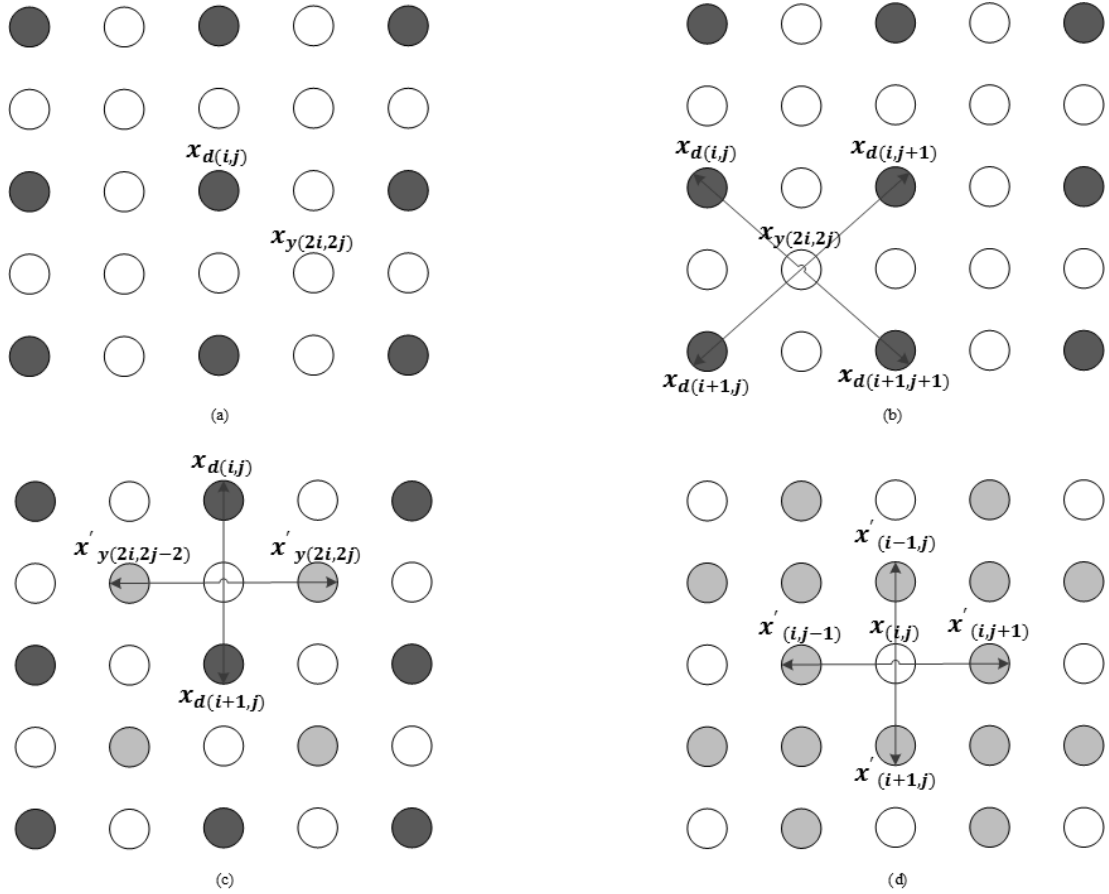 x_d(i,j)
x_y(2i,2j)
(a)
x_d(i,j) x_d(i,j+1)
x_y(2i,2j)
x_d(i+1,j) x_d(i+1,j+1)
(b)
x_d(i,j)
x'_y(2i,2j−2) x'_y(2i,2j)
x_d(i+1,j)
(c)
x'_(i−1,j)
x'_(i,j−1) x_(i,j) x'_(i,j+1)
x'_(i+1,j)
(d)